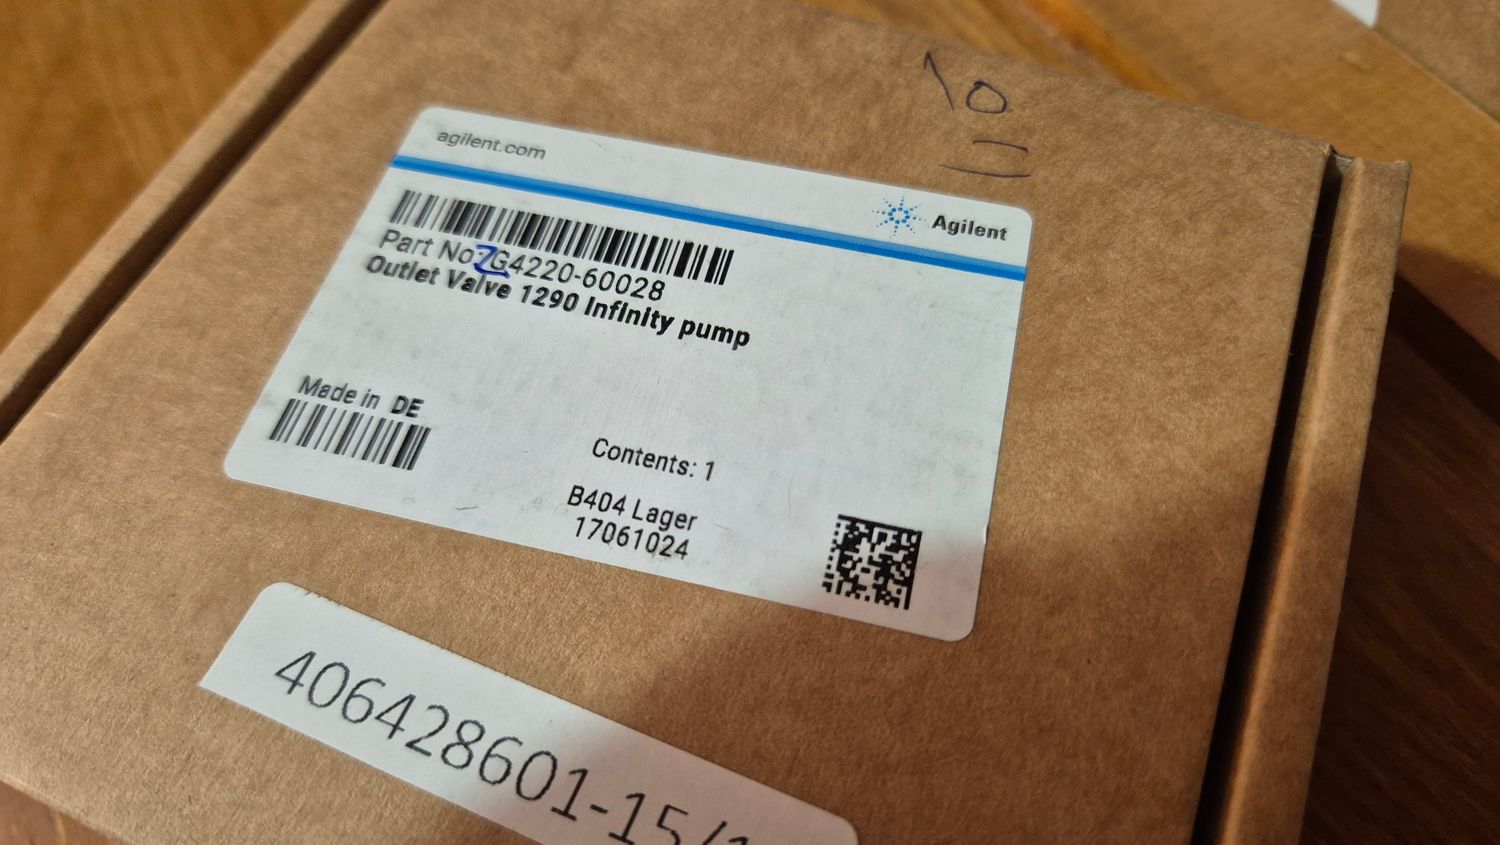 10
agilent.com
Agilent
Part No:ZG4220-60028
Outlet Valve 1290 Infinity pump
Made in DE
Contents: 1
B404 Lager
17061024
406428601-15/